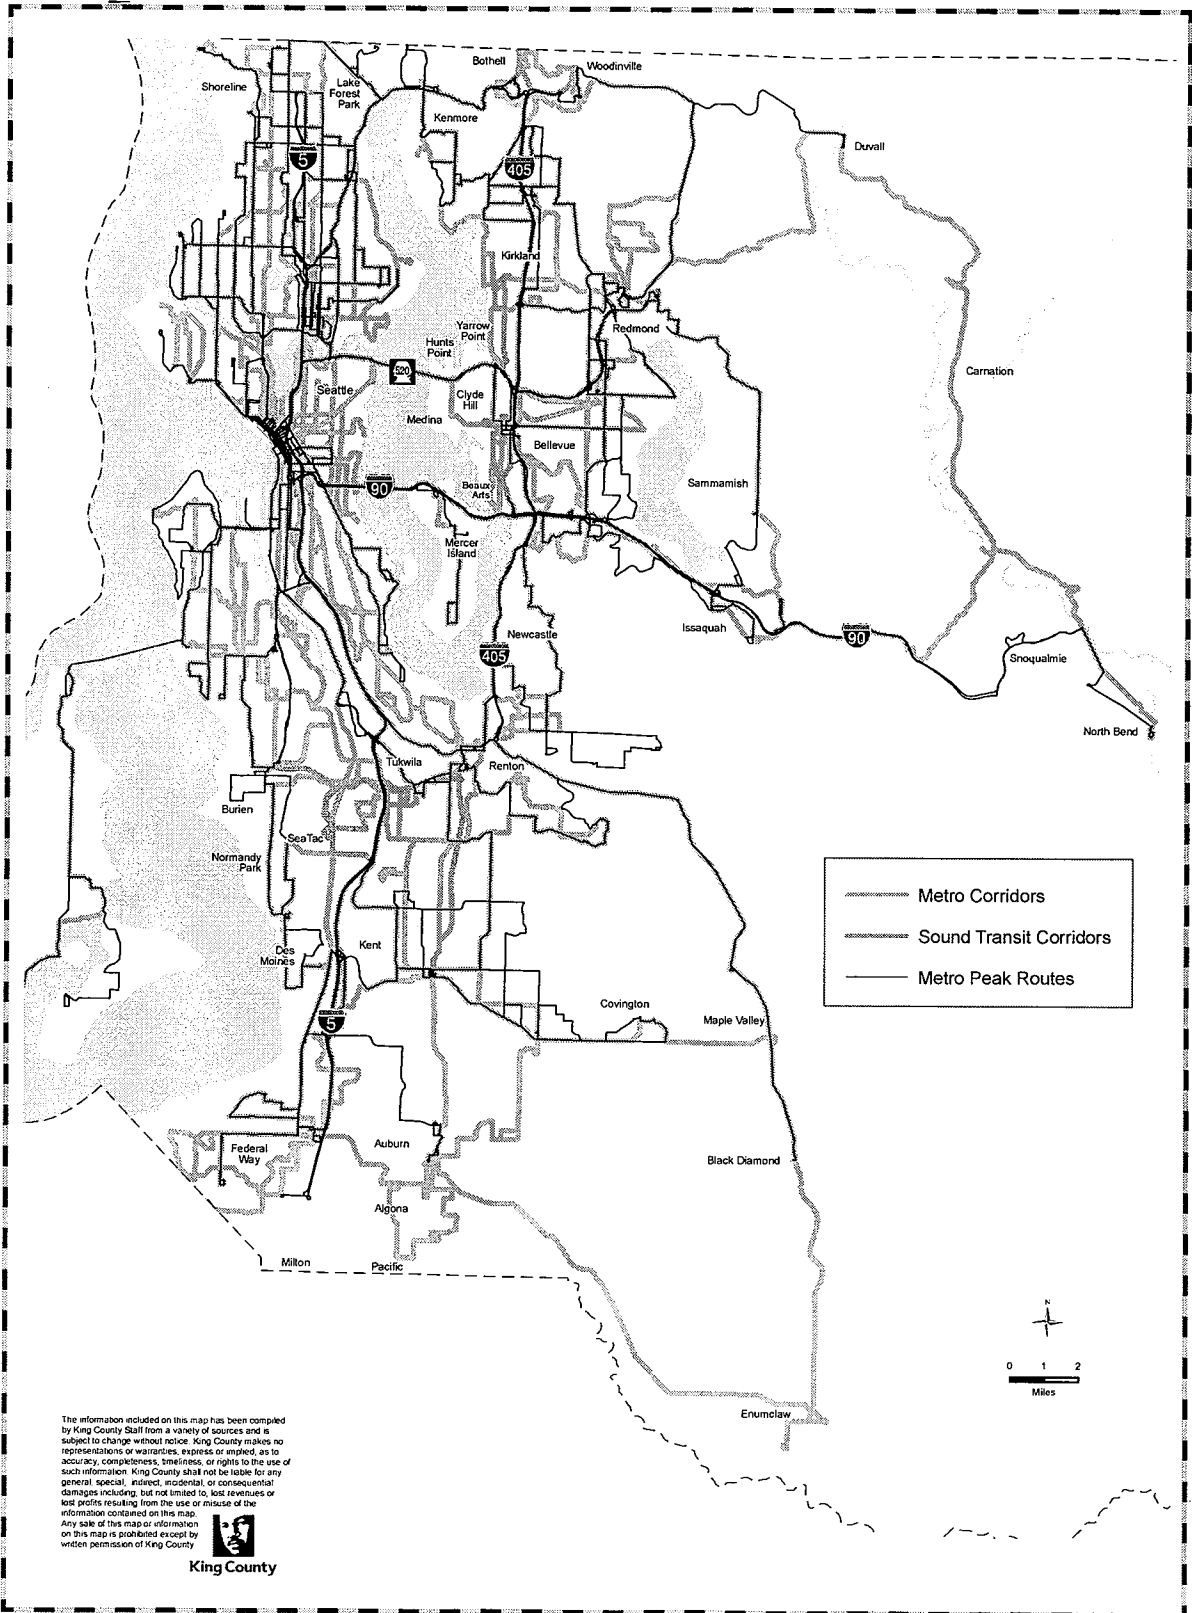 Bothell
Woodinville
Shoreline
Lake
Forest
Park
Kenmore
Duvall
5
405
Kirkland
Yarrow
Point
Hunts
Point
Redmond
520
Seattle
Carnation
Clyde
Hill
Medina
Bellevue
90
Beaux
Arts
Sammamish
Mercer
Island
Newcastle
Issaquah
90
405
Snoqualmie
North Bend
Tukwila
Renton
Burien
SeaTac
Normandy
Park
Des
Moines
Kent
Metro Corridors
Sound Transit Corridors
Metro Peak Routes
5
Covington
Maple Valley
Federal
Way
Auburn
Black Diamond
Algona
Milton
Pacific
N
0 1 2
Miles
Enumclaw
The information included on this map has been compiled
by King County Staff from a variety of sources and is
subject to change without notice. King County makes no
representations or warranties, express or implied, as to
accuracy, completeness, timeliness, or rights to the use of
such information. King County shall not be liable for any
general, special, indirect, incidental, or consequential
damages including, but not limited to, lost revenues or
lost profits resulting from the use or misuse of the
information contained on this map.
Any sale of this map or information
on this map is prohibited except by
written permission of King County
King County